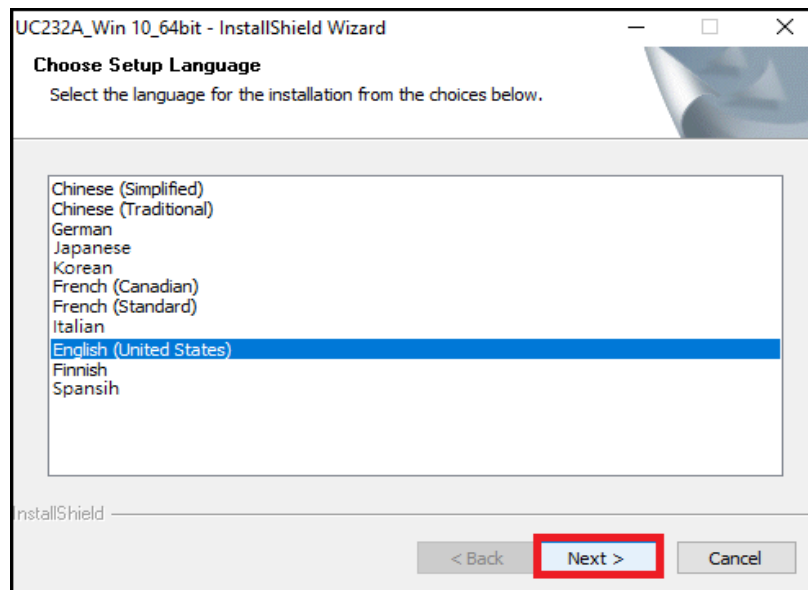 UC232A_Win 10_64bit - InstallShield Wizard
Choose Setup Language
Select the language for the installation from the choices below.
Chinese (Simplified)
Chinese (Traditional)
German
Japanese
Korean
French (Canadian)
French (Standard)
Italian
English (United States)
Finnish
Spansih
InstallShield
< Back
Next >
Cancel